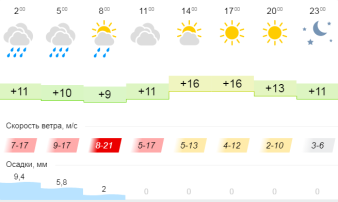 2⁰⁰ 5⁰⁰ 8⁰⁰ 11⁰⁰ 14⁰⁰ 17⁰⁰ 20⁰⁰ 23⁰⁰
+11 +10 +9 +11 +16 +16 +13 +11
Скорость ветра, м/с
7-17 9-17 8-21 5-17 5-13 4-12 2-10 3-6
Осадки, мм
9,4 5,8 2 0 0 0 0 0